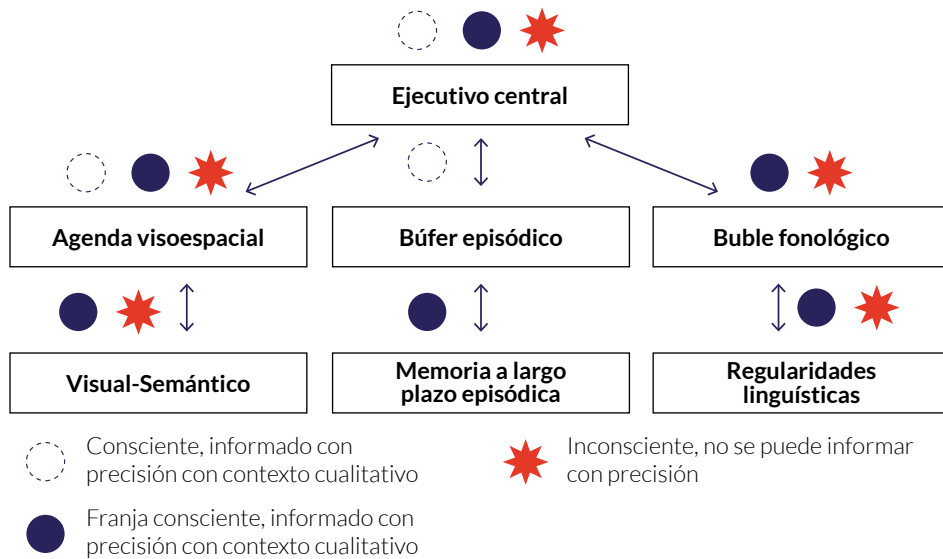 Ejecutivo central
Agenda visoespacial
Búfer episódico
Buble fonológico
Visual-Semántico
Memoria a largo
plazo episódica
Regularidades
linguísticas
Consciente, informado con
precisión con contexto cualitativo
Inconsciente, no se puede informar
con precisión
Franja consciente, informado con
precisión con contexto cualitativo